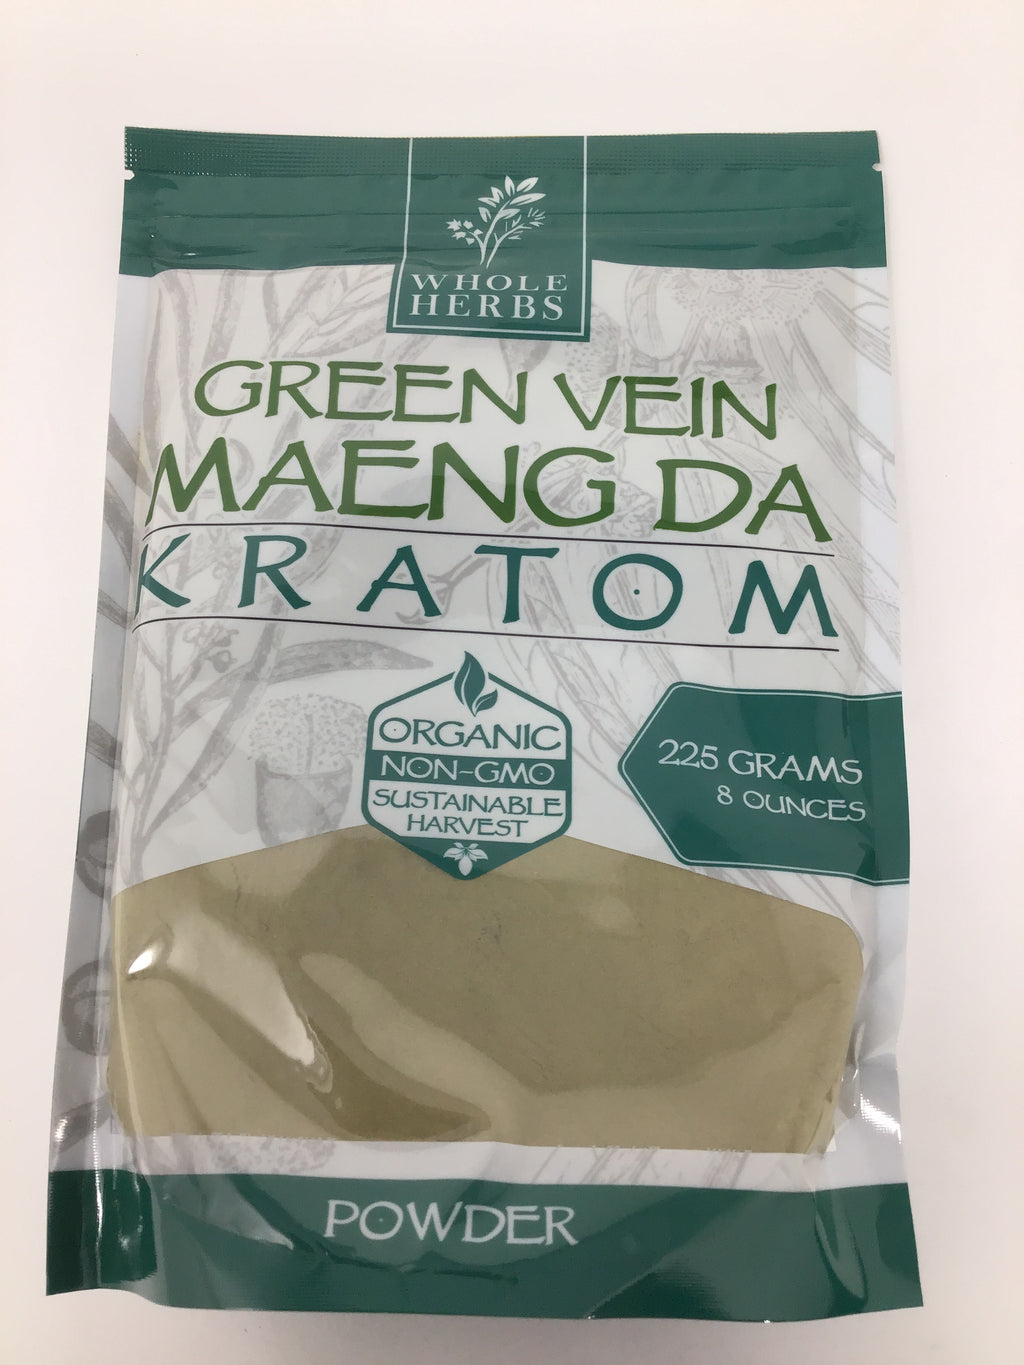 WHOLE
HERBS
GREEN VEIN
MAENG DA
KRATOM
ORGANIC
NON-GMO
SUSTAINABLE
HARVEST
225 GRAMS
8 OUNCES
POWDER